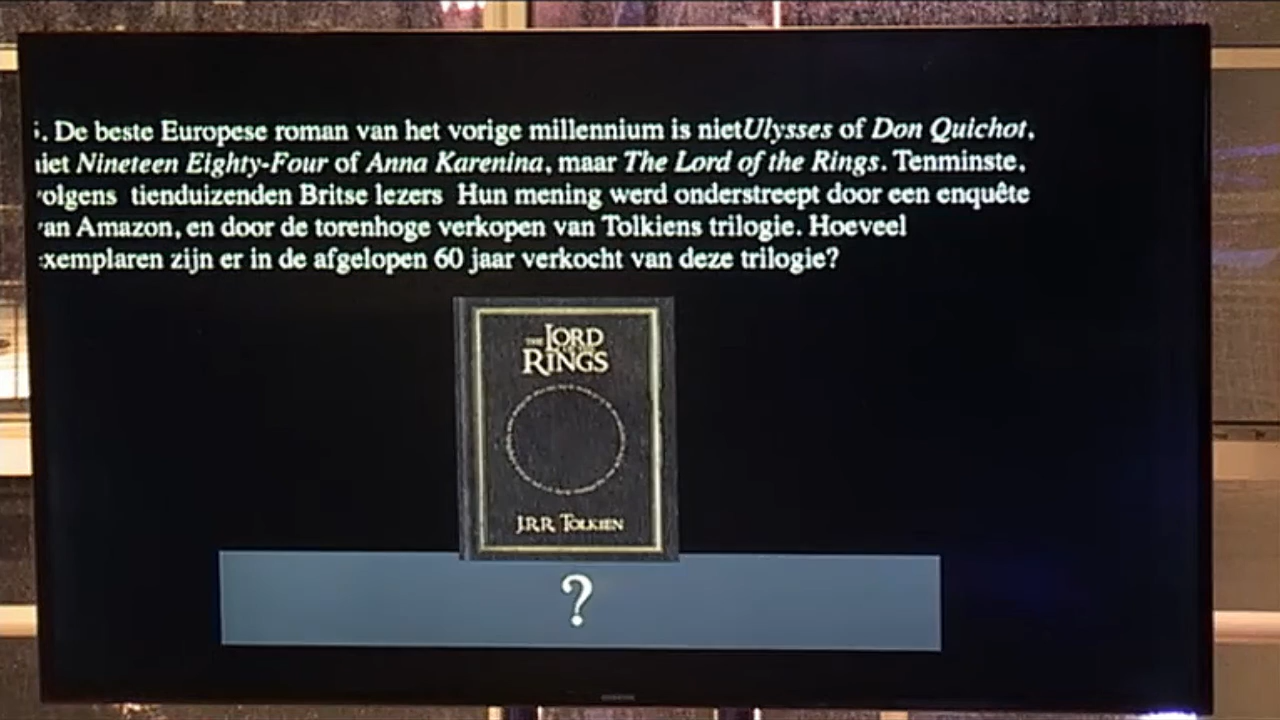 . De beste Europese roman van het vorige millennium is nietUlysses of Don Quichot,
niet Nineteen Eighty-Four of Anna Karenina, maar The Lord of the Rings. Tenminste,
volgens tienduizenden Britse lezers Hun mening werd onderstreept door een enquête
van Amazon, en door de torenhoge verkopen van Tolkiens trilogie. Hoeveel
exemplaren zijn er in de afgelopen 60 jaar verkocht van deze trilogie?
THE LORD
OF THE
RINGS
J.R.R. TOLKIEN
?